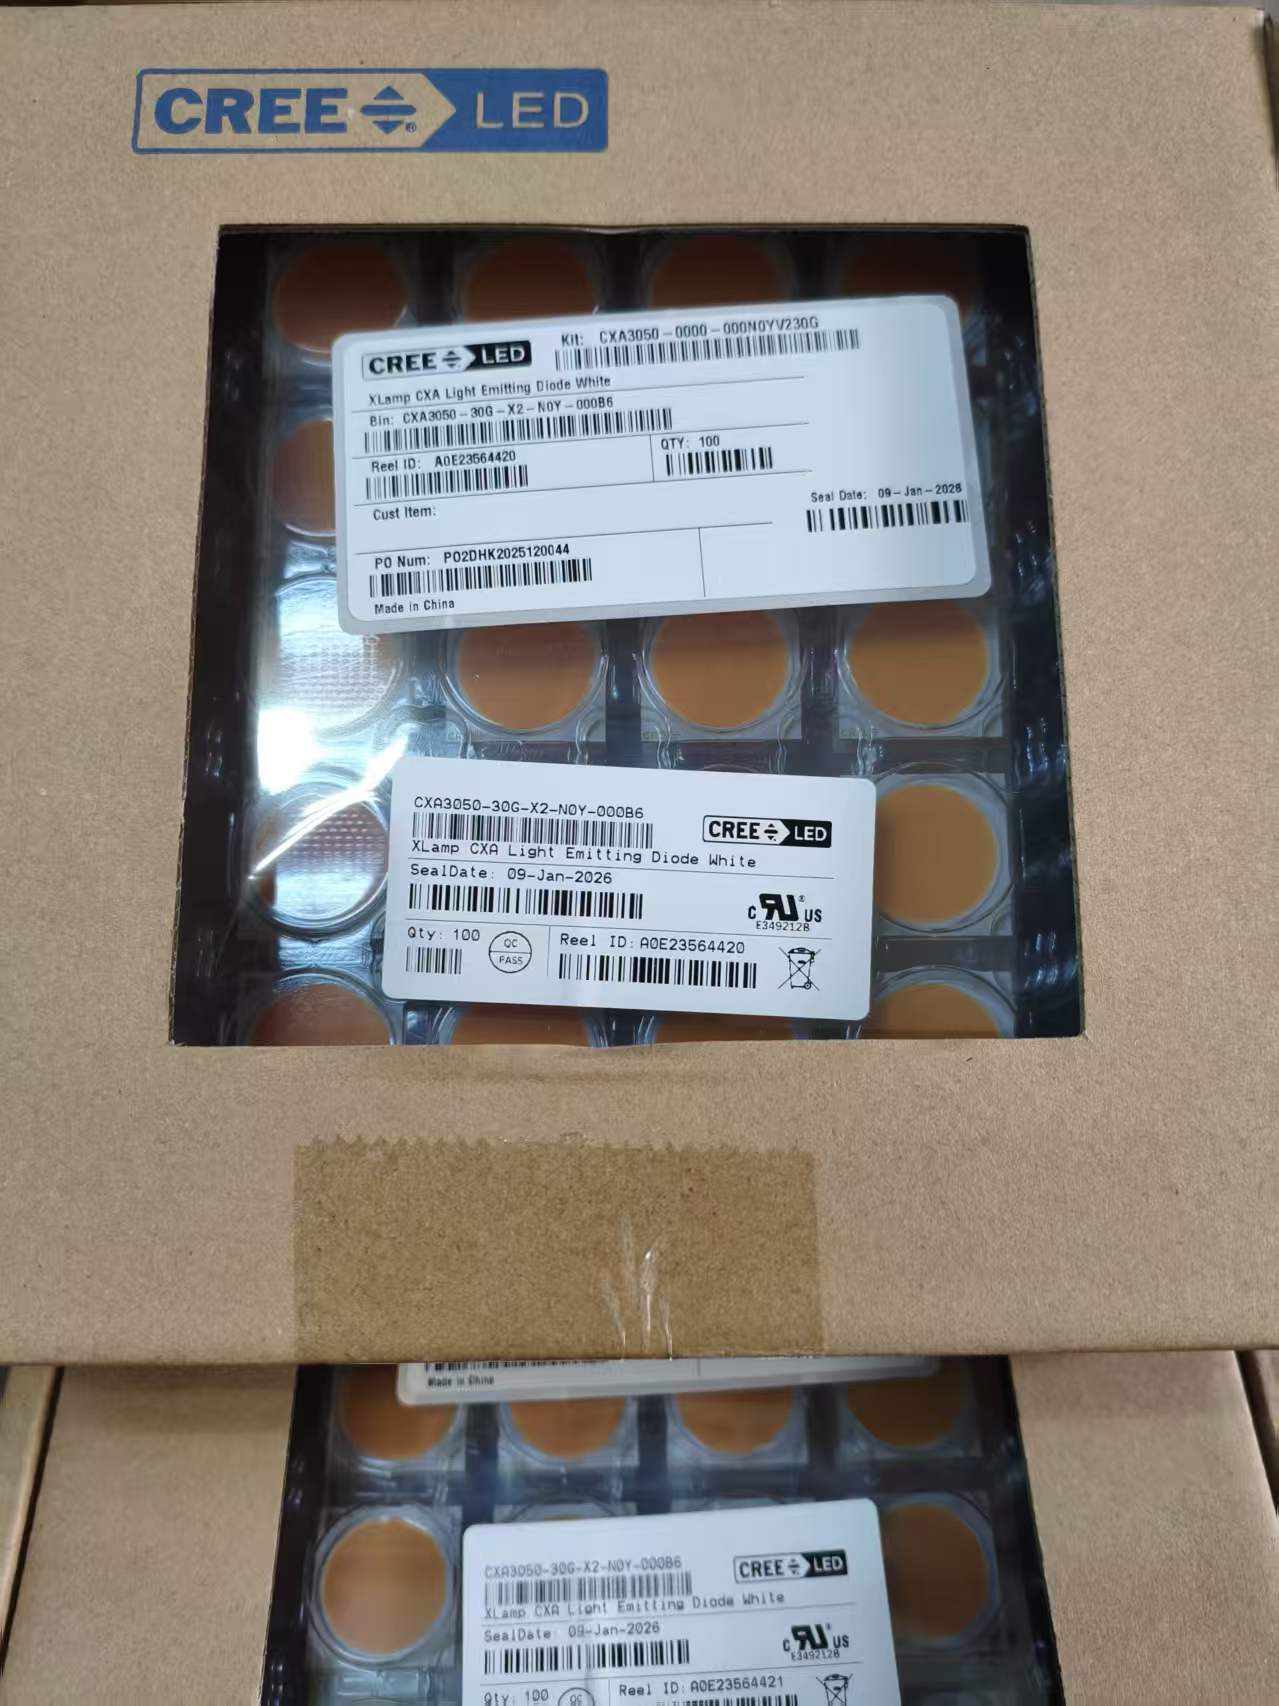 CREE LED
CREE LED
Kit: CXA3050-0000-000N0YV230G
XLamp CXA Light Emitting Diode White
Bin: CXA3050-30G-X2-N0Y-000B6
Reel ID: A0E23564420
QTY: 100
Cust Item:
Seal Date: 09-Jan-2026
PO Num: PO2DHK2025120044
Made in China
CXA3050-30G-X2-N0Y-000B6
CREE LED
XLamp CXA Light Emitting Diode White
SealDate: 09-Jan-2026
c RU ® US
E349212B
Qty: 100
QC
PASS
Reel ID: A0E23564420
Made in China
CXA3050-30G-X2-N0Y-000B6
CREE LED
XLamp CXA Light Emitting Diode White
SealDate: 09-Jan-2026
c RU ® US
E349212B
Qty: 100
QC
Reel ID: A0E23564421